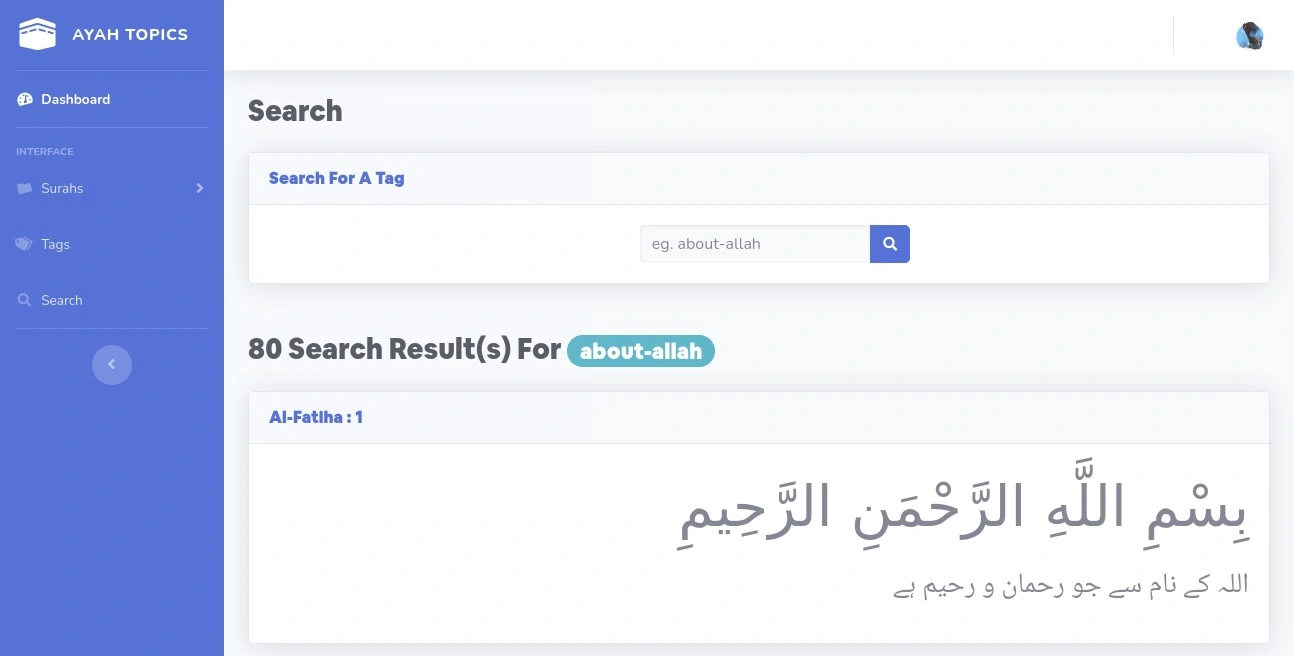 AYAH TOPICS
Dashboard
INTERFACE
Surahs
Tags
Search
Search
Search For A Tag
eg. about-allah
80 Search Result(s) For about-allah
Al-Fatiha : 1
بِسْمِ اللَّهِ الرَّحْمَنِ الرَّحِيمِ
اللہ کے نام سے جو رحمان و رحیم ہے